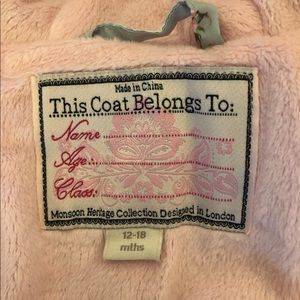 Made in China
This Coat Belongs To:
Name
Age:
Class:
Monsoon Heritage Collection Designed in London
12-18
mths